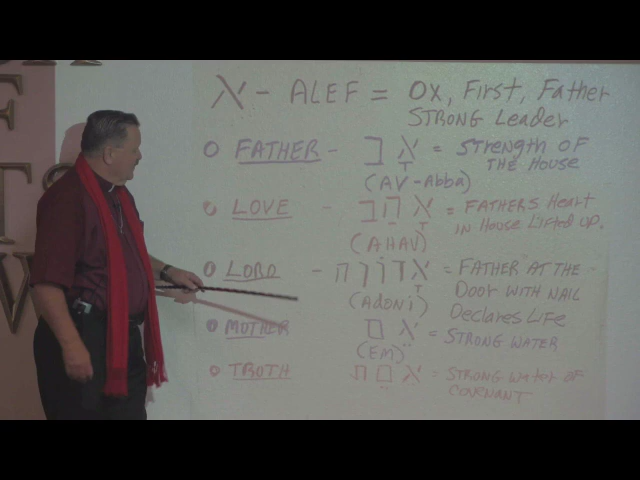 א - ALEF = OX, First, Father
STRONG Leader
FATHER - אב = Strength OF
THE House
(AV-Abba)
LOVE אהב = FATHERS Heart
in House Lifted UP.
(AHAV)
LORD - = FATHER AT THE
Door WITH NAIL
(Adoni)
Declares Life
MOTHER אם = STRONG WATER
(EM)
TRUTH אמת = STRONG Water OF
COVENANT